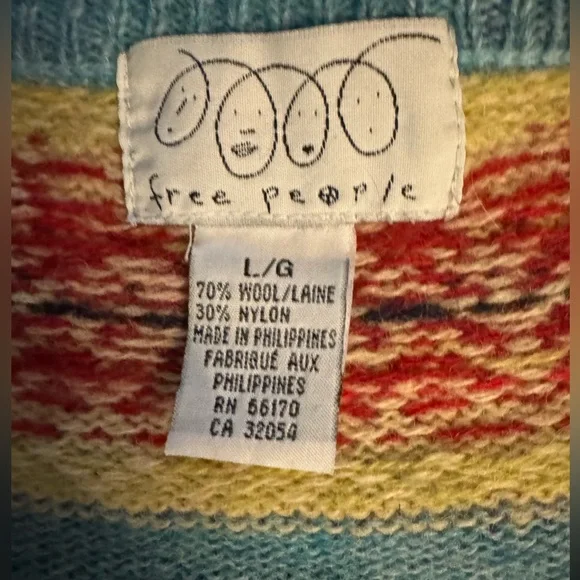 free people
L/G
70% WOOL/LAINE
30% NYLON
MADE IN PHILIPPINES
FABRIQUÉ AUX
PHILIPPINES
RN 66170
CA 32054